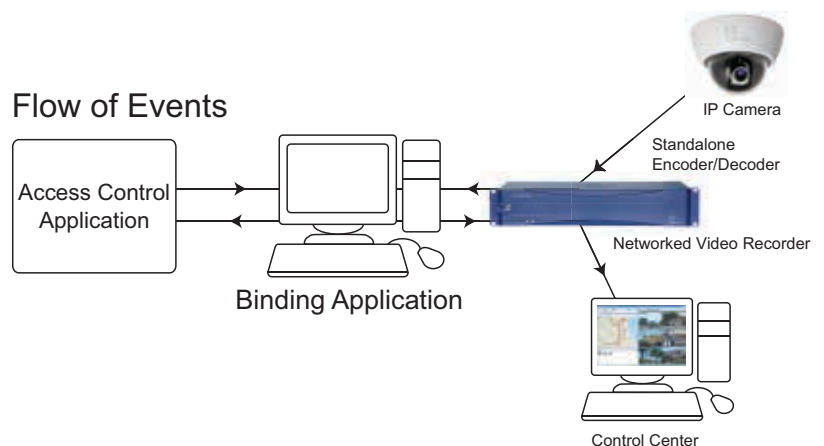 Flow of Events
Access Control
Application
Binding Application
IP Camera
Standalone
Encoder/Decoder
Networked Video Recorder
Control Center